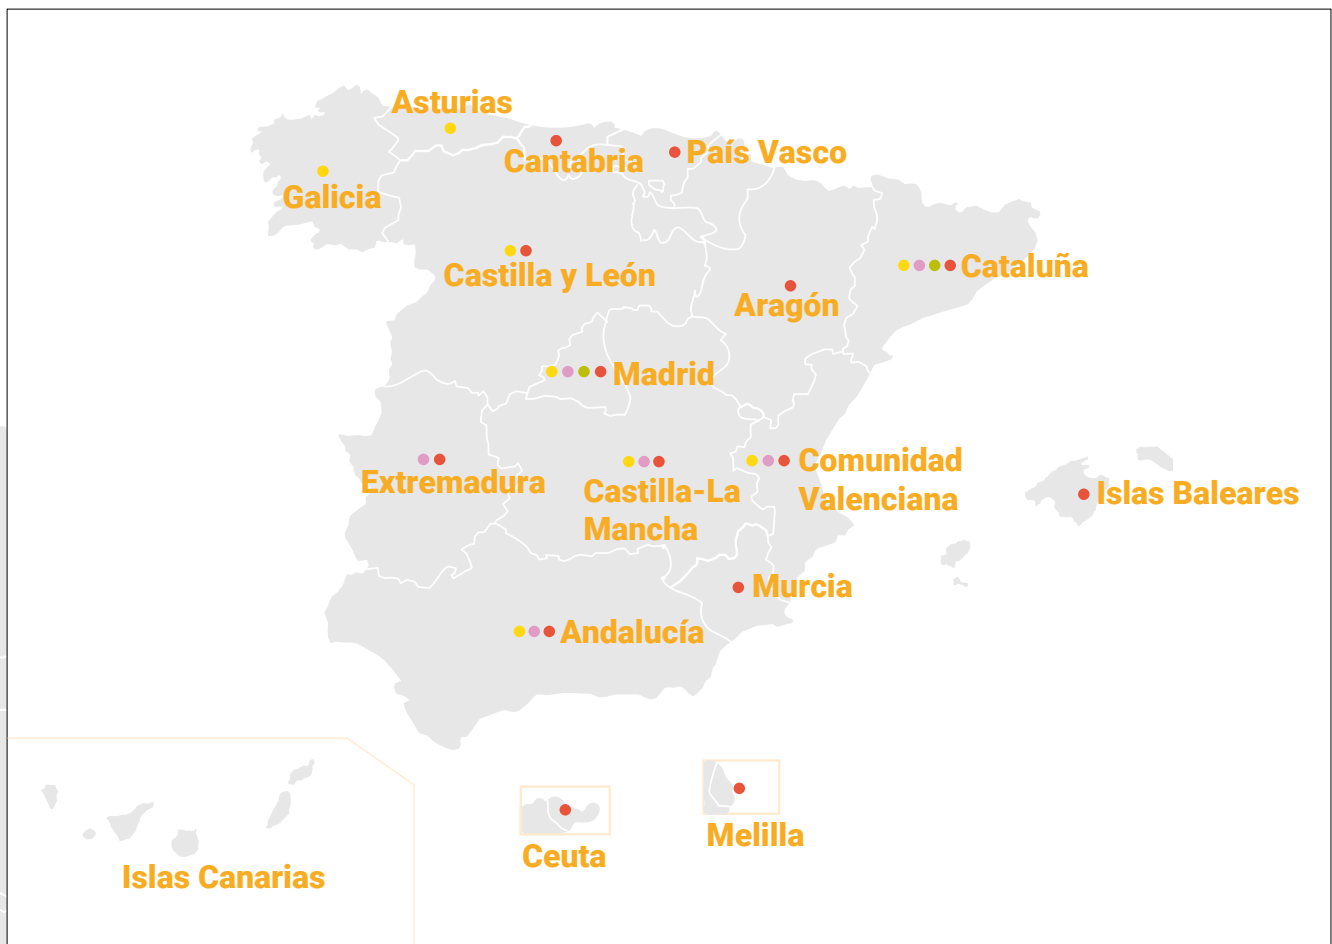 Asturias
Cantabria
País Vasco
Galicia
Castilla y León
Cataluña
Aragón
Madrid
Extremadura
Castilla-La
Mancha
Comunidad
Valenciana
Islas Baleares
Murcia
Andalucía
Melilla
Ceuta
Islas Canarias